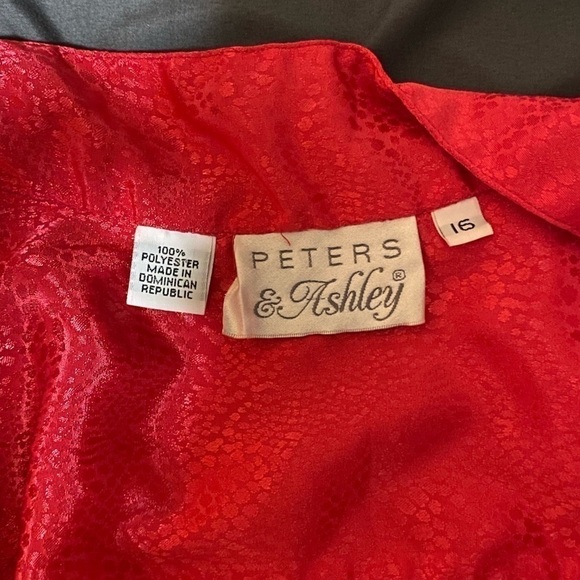 100%
POLYESTER
MADE IN
DOMINICAN
REPUBLIC
PETERS
& Ashley®
16